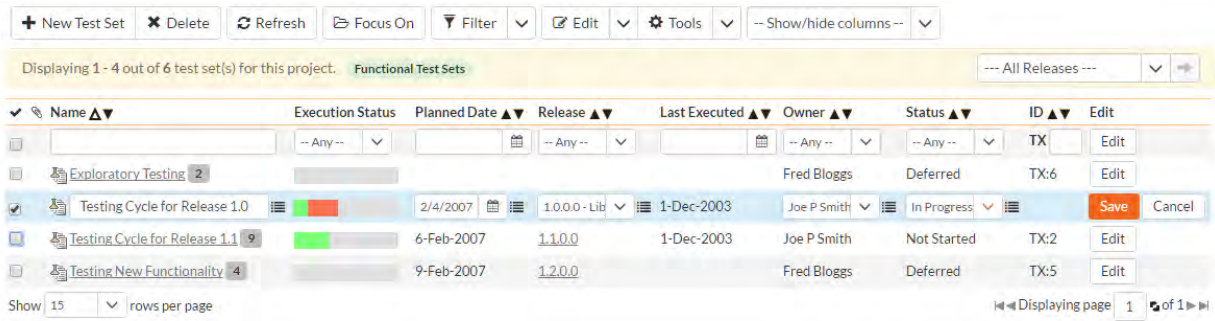 New Test Set Delete Refresh Focus On Filter Edit Tools -- Show/hide columns --
Displaying 1 - 4 out of 6 test set(s) for this project. Functional Test Sets --- All Releases ---
Name Execution Status Planned Date Release Last Executed Owner Status ID Edit
-- Any -- -- Any -- -- Any -- -- Any -- TX Edit
Exploratory Testing 2 Fred Bloggs Deferred TX:6 Edit
Testing Cycle for Release 1.0 2/4/2007 1.0.0.0 - Lib 1-Dec-2003 Joe P Smith In Progress Save Cancel
Testing Cycle for Release 1.1 9 6-Feb-2007 1.1.0.0 1-Dec-2003 Joe P Smith Not Started TX:2 Edit
Testing New Functionality 4 9-Feb-2007 1.2.0.0 Fred Bloggs Deferred TX:5 Edit
Show 15 rows per page Displaying page 1 of 1